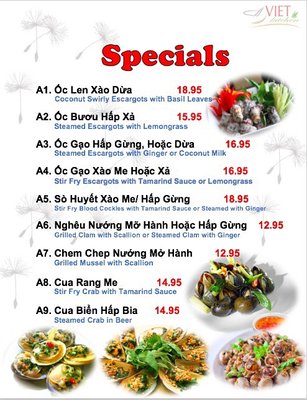 VIET
kitchen
Specials
A1. Ốc Len Xào Dừa 18.95
Coconut Swirly Escargots with Basil Leaves
A2. Ốc Bươu Hấp Xả 15.95
Steamed Escargots with Lemongrass
A3. Ốc Gạo Hấp Gừng, Hoặc Dừa 16.95
Steamed Escargots with Ginger or Coconut Milk
A4. Ốc Gạo Xào Me Hoặc Xả 16.95
Stir Fry Escargots with Tamarind Sauce or Lemongrass
A5. Sò Huyết Xào Me/ Hấp Gừng 18.95
Stir Fry Blood Cockles with Tamarind Sauce or Steamed with Ginger
A6. Nghêu Nướng Mỡ Hành Hoặc Hấp Gừng 12.95
Grilled Clam with Scallion or Steamed Clam with Ginger
A7. Chem Chep Nướng Mỡ Hành 12.95
Grilled Mussel with Scallion
A8. Cua Rang Me 14.95
Stir Fry Crab with Tamarind Sauce
A9. Cua Biển Hấp Bia 14.95
Steamed Crab in Beer